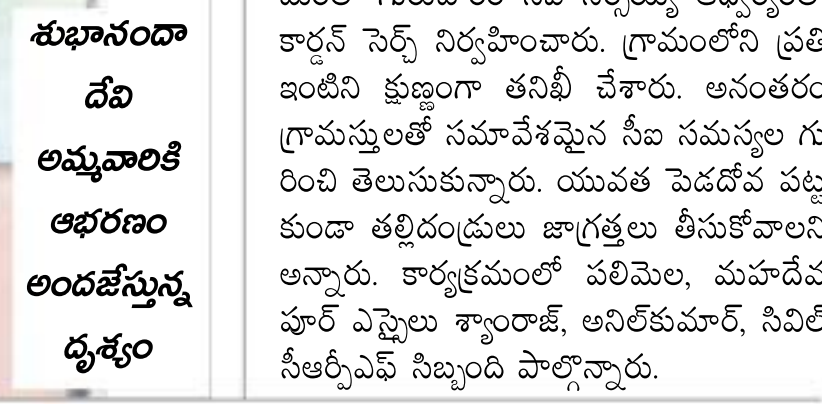 శుభానందా
దేవి
అమ్మవారికి
ఆభరణం
అందజేస్తున్న
దృశ్యం
కార్డన్ సెర్చ్ నిర్వహించారు. గ్రామంలోని ప్రతి
ఇంటిని క్షుణ్ణంగా తనిఖీ చేశారు. అనంతరం
గ్రామస్తులతో సమావేశమైన సీఐ సమస్యల గు
రించి తెలుసుకున్నారు. యువత పెడదోవ పట్ట
కుండా తల్లిదండ్రులు జాగ్రత్తలు తీసుకోవాలని
అన్నారు. కార్యక్రమంలో పలిమెల, మహదేవ
పూర్ ఎస్సైలు శ్యాంరాజ్, అనిల్‌కుమార్, సివిల్
సీఆర్పీఎఫ్ సిబ్బంది పాల్గొన్నారు.